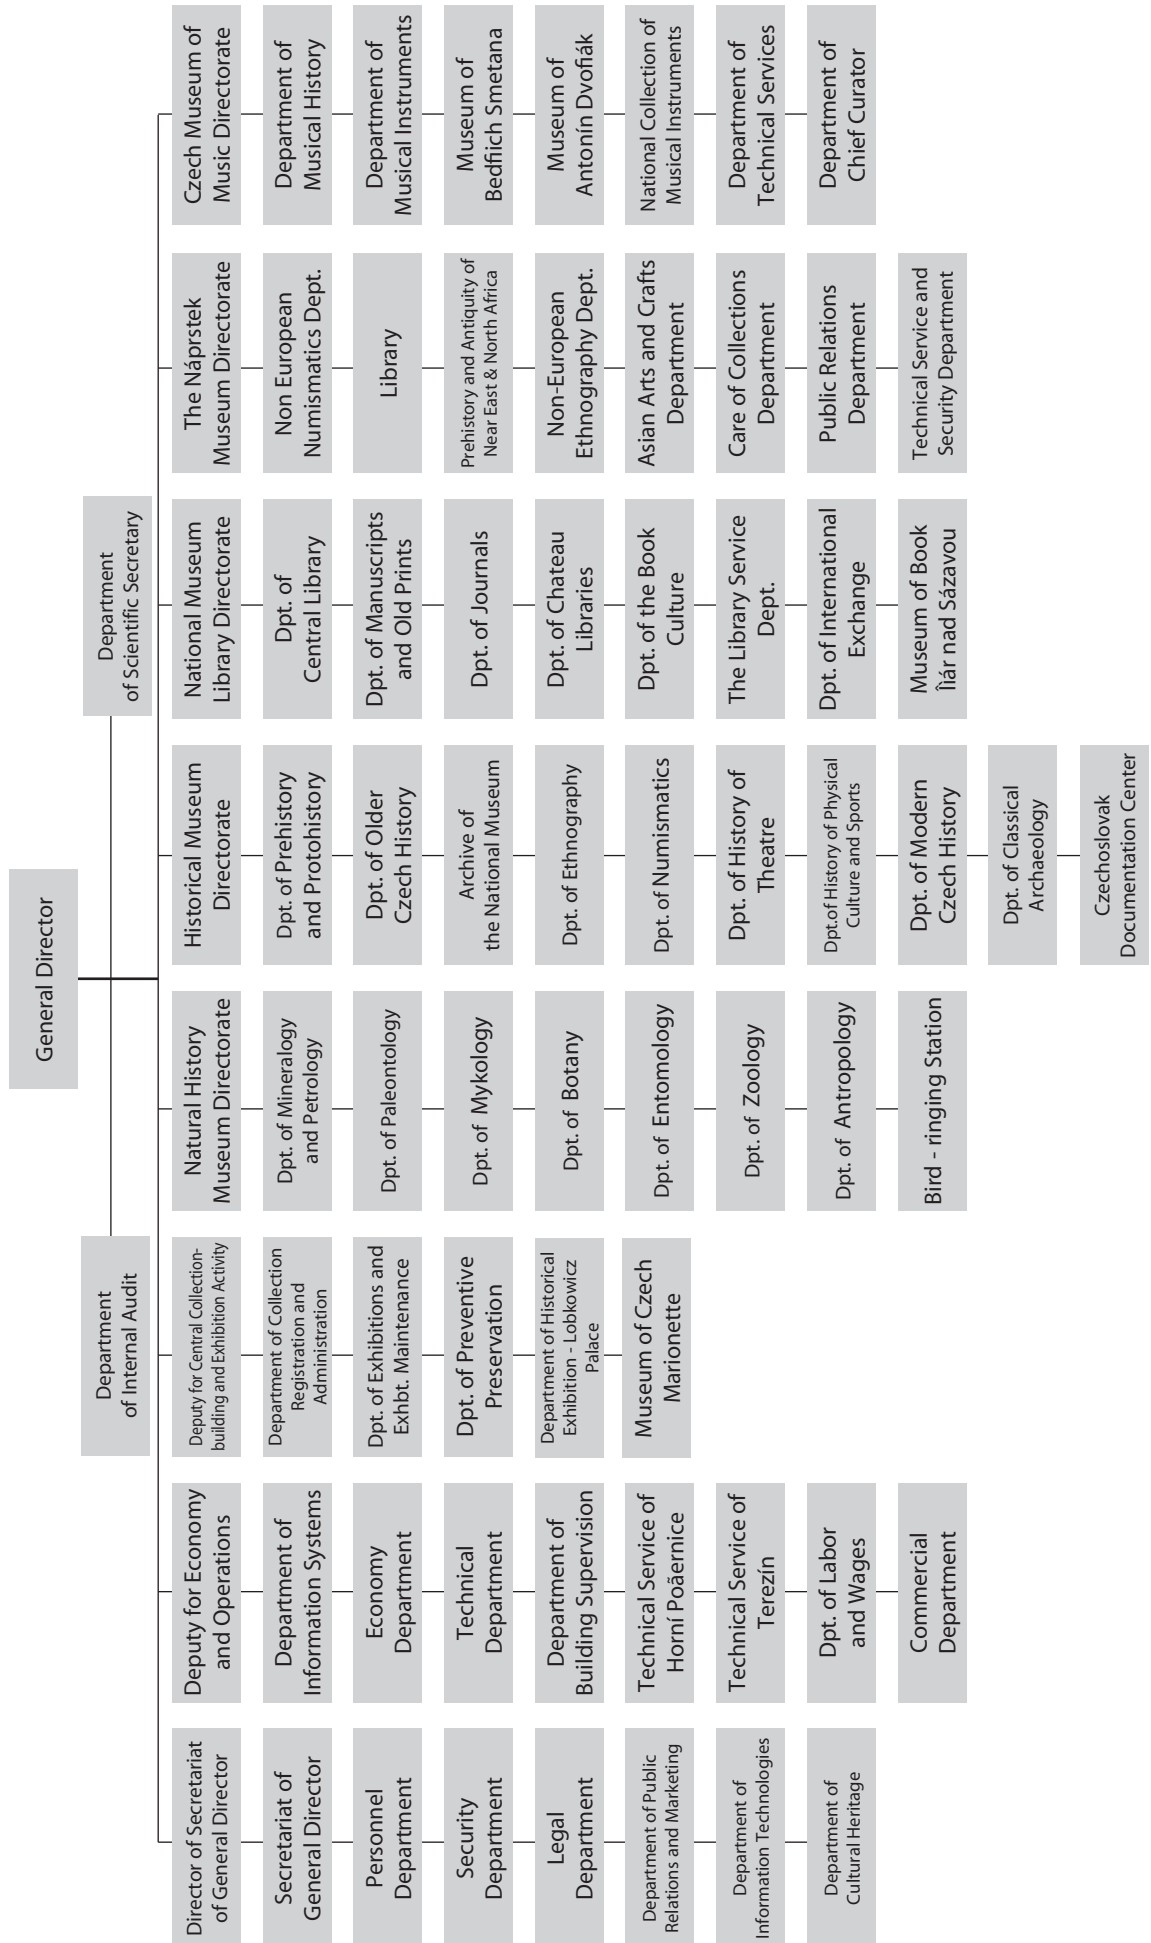 General Director
Department
of Internal Audit
Department
of Scientific Secretary
Director of Secretariat
of General Director
Secretariat of
General Director
Personnel
Department
Security
Department
Legal
Department
Department of Public
Relations and Marketing
Department of
Information Technologies
Department of
Cultural Heritage
Deputy for Economy
and Operations
Department of
Information Systems
Economy
Department
Technical
Department
Department of
Building Supervision
Technical Service of
Horní Poãernice
Technical Service of
Terezín
Dpt. of Labor
and Wages
Commercial
Department
Deputy for Central Collection-
building and Exhibition Activity
Department of Collection
Registration and
Administration
Dpt. of Exhibitions and
Exhbt. Maintenance
Dpt. of Preventive
Preservation
Department of Historical
Exhibition - Lobkowicz
Palace
Museum of Czech
Marionette
Natural History
Museum Directorate
Dpt. of Mineralogy
and Petrology
Dpt. of Paleontology
Dpt. of Mykology
Dpt. of Botany
Dpt. of Entomology
Dpt. of Zoology
Dpt. of Antropology
Bird - ringing Station
Historical Museum
Directorate
Dpt. of Prehistory
and Protohistory
Dpt. of Older
Czech History
Archive of
the National Museum
Dpt. of Ethnography
Dpt. of Numismatics
Dpt. of History of
Theatre
Dpt.of History of Physical
Culture and Sports
Dpt. of Modern
Czech History
Dpt. of Classical
Archaeology
Czechoslovak
Documentation Center
National Museum
Library Directorate
Dpt. of
Central Library
Dpt. of Manuscripts
and Old Prints
Dpt. of Journals
Dpt. of Chateau
Libraries
Dpt. of the Book
Culture
The Library Service
Dept.
Dpt. of International
Exchange
Museum of Book
Îìár nad Sázavou
The Náprstek
Museum Directorate
Non European
Numismatics Dept.
Library
Prehistory and Antiquity of
Near East & North Africa
Non-European
Ethnography Dept.
Asian Arts and Crafts
Department
Care of Collections
Department
Public Relations
Department
Technical Service and
Security Department
Czech Museum of
Music Directorate
Department of
Musical History
Department of
Musical Instruments
Museum of
Bedfiich Smetana
Museum of
Antonín Dvofiák
National Collection of
Musical Instruments
Department of
Technical Services
Department of
Chief Curator